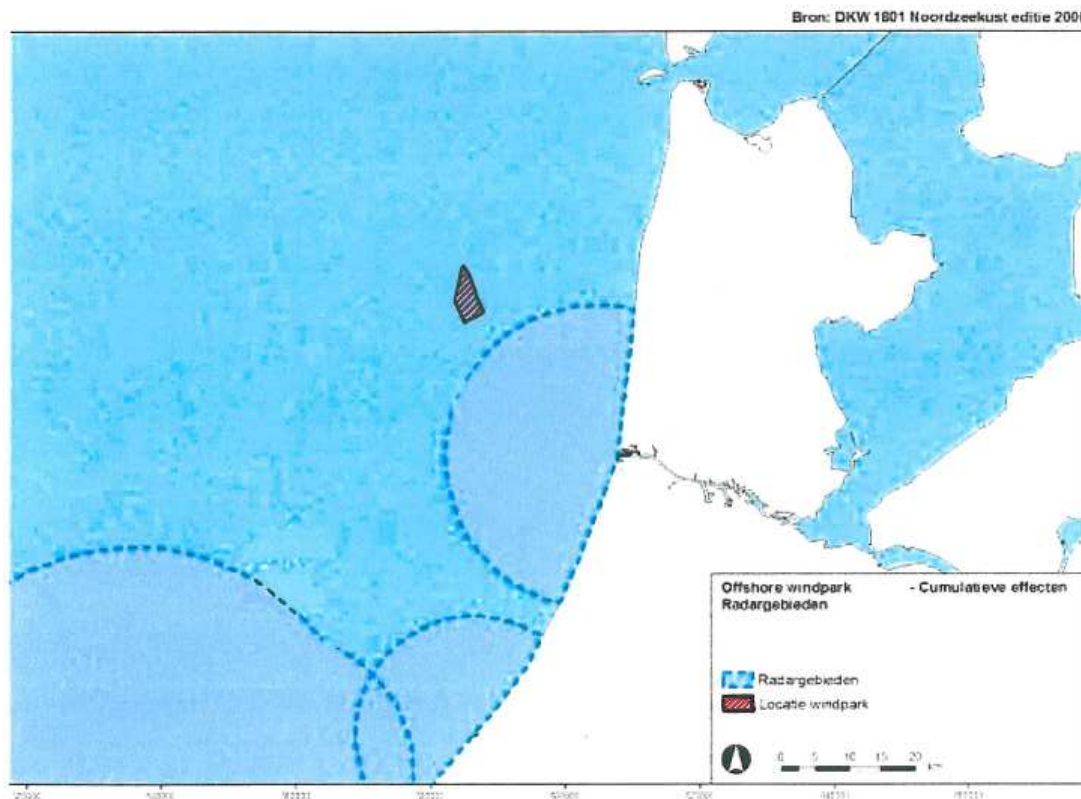 Bron: DKW 1801 Noordzeekust editie 200
Offshore windpark - Cumulatieve effecten
Radargebieden
Radargebieden
Locatie windpark
0 5 10 15 20
km